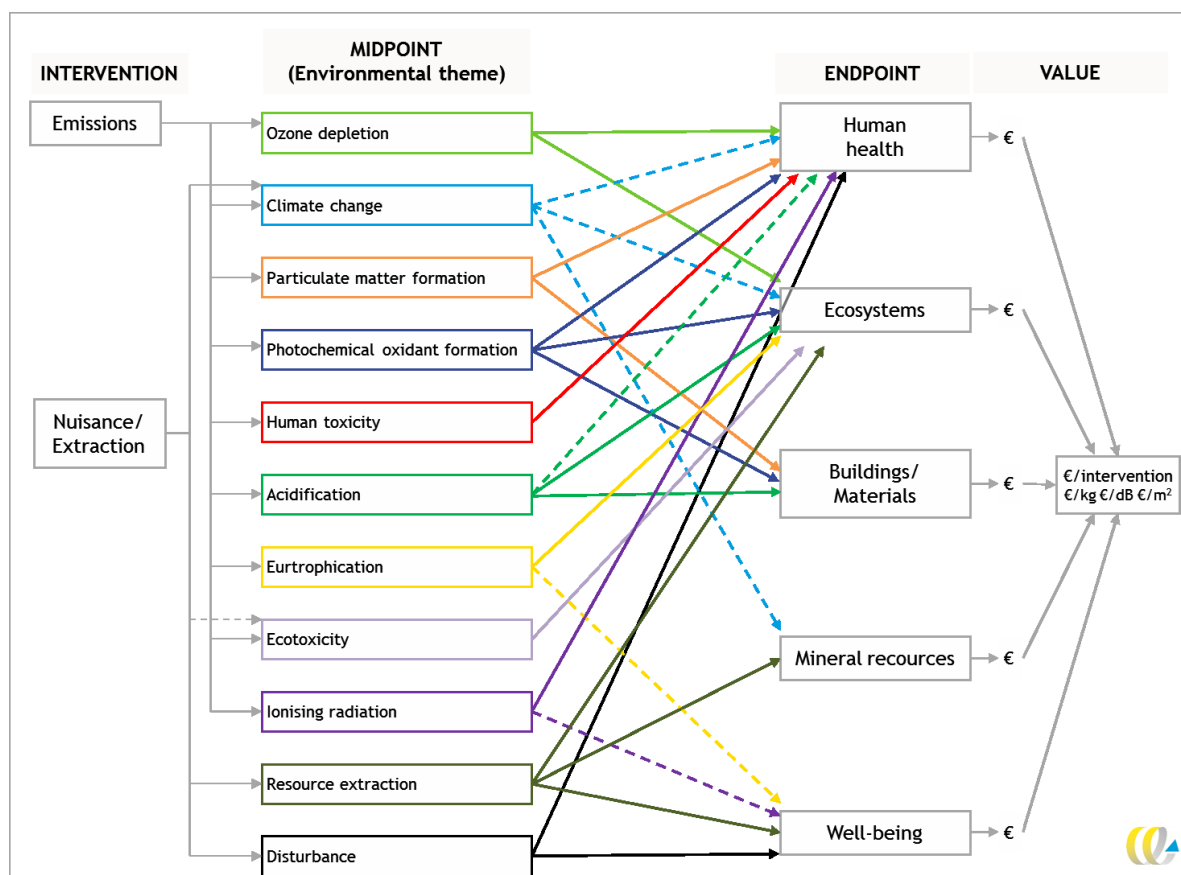 INTERVENTION
MIDPOINT
(Environmental theme)
ENDPOINT
VALUE
Emissions
Nuisance/
Extraction
Ozone depletion
Climate change
Particulate matter formation
Photochemical oxidant formation
Human toxicity
Acidification
Eurtrophication
Ecotoxicity
Ionising radiation
Resource extraction
Disturbance
Human
health
Ecosystems
Buildings/
Materials
Mineral recources
Well-being
€
€
€
€
€
€/intervention
€/kg €/dB €/m²